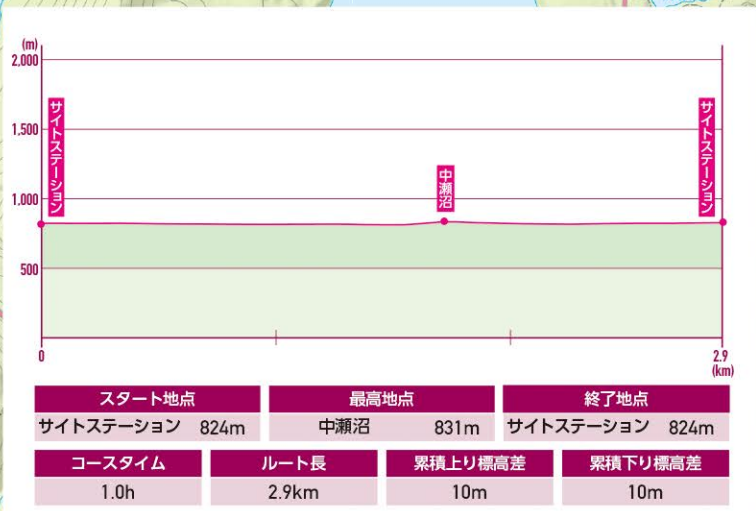 (m)
2,000
1,500
1,000
500
サイトステーション
中瀬沼
サイトステーション
0
2.9
(km)
スタート地点 最高地点 終了地点
サイトステーション 824m 中瀬沼 831m サイトステーション 824m
コースタイム ルート長 累積上り標高差 累積下り標高差
1.0h 2.9km 10m 10m